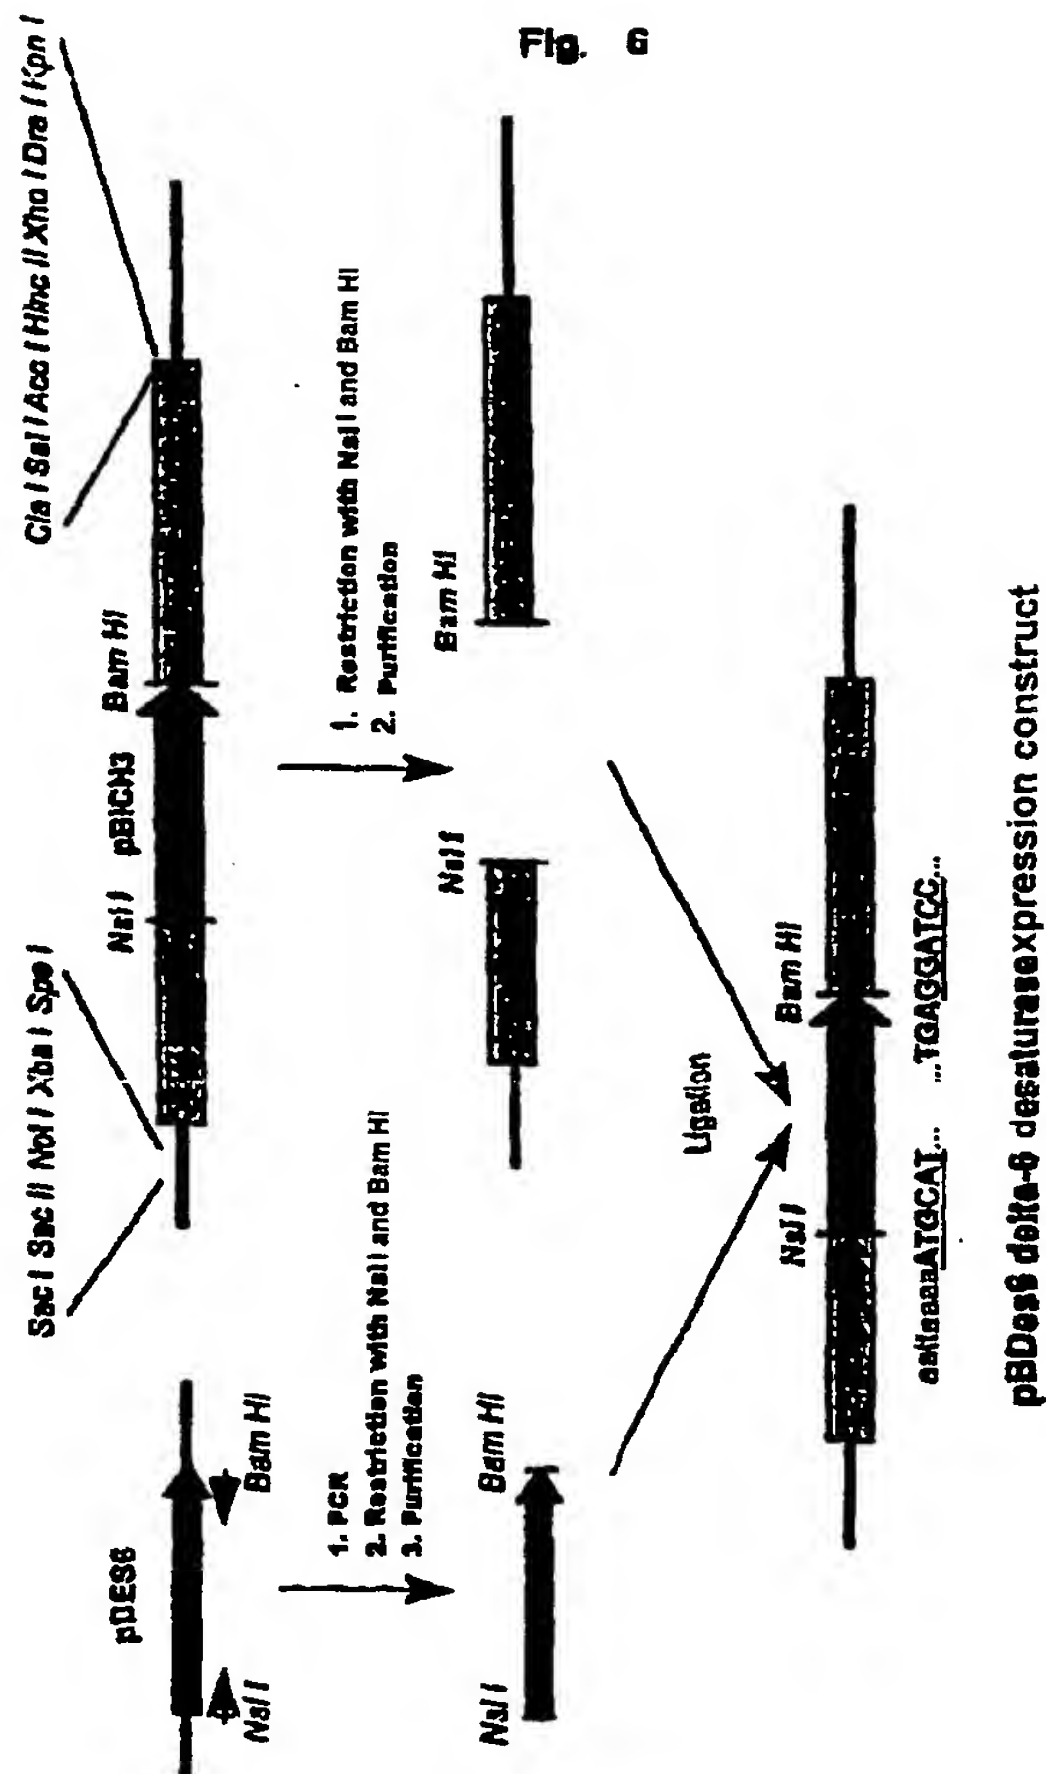 Fig. 6
Sac I Sac II Not I Xba I Spe I
Cla I Sal I Acc I Hinc II Xho I Dra I Kpn I
pDES6
Nsi I
Bam HI
Nsi I
pBICH3
Bam HI
1. PCR
2. Restriction with Nsi I and Bam HI
3. Purification
1. Restriction with Nsi I and Bam HI
2. Purification
Nsi I
Bam HI
Nsi I
Bam HI
Ligation
Nsi I
Bam HI
...TGAGGATCC...
pBDes6 delta-6 desaturasexpression construct